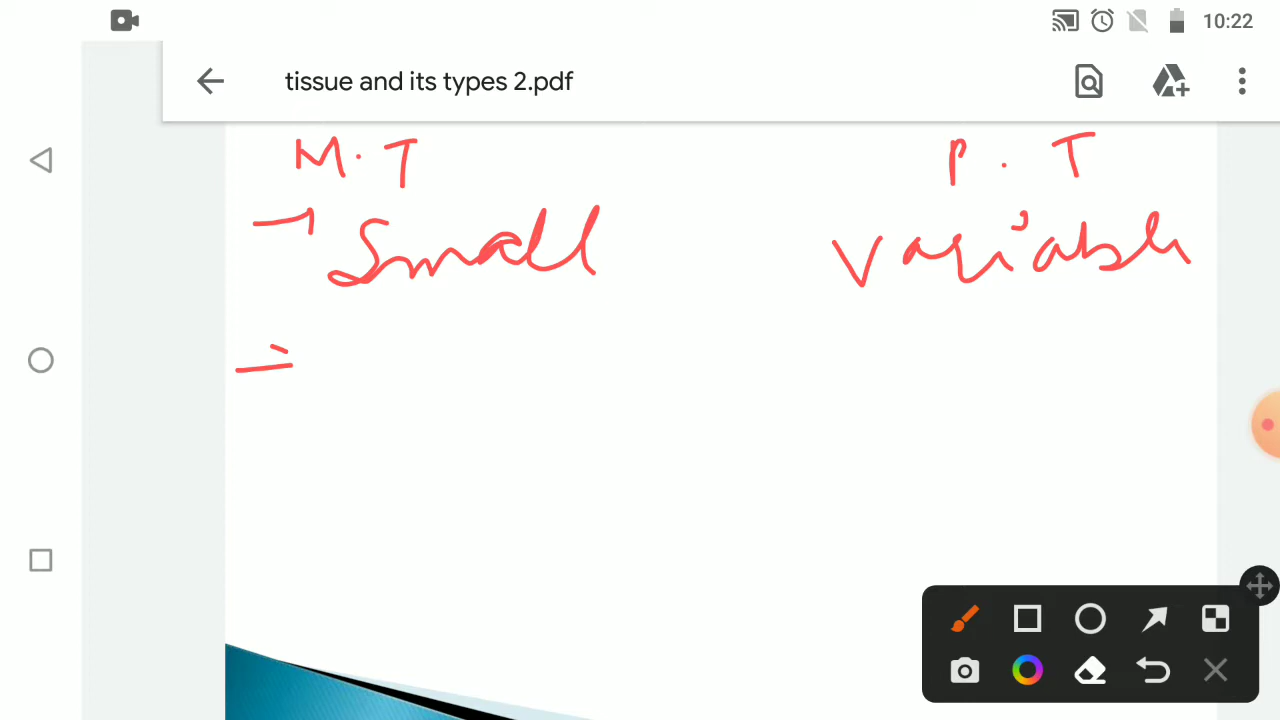 10:22
tissue and its types 2.pdf
M.T P.T
Small Variable